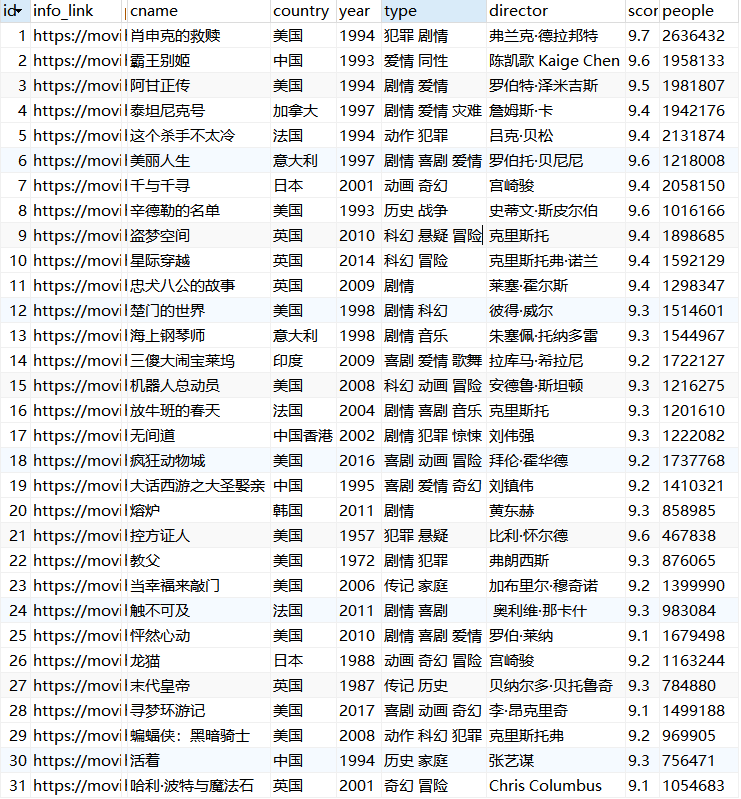 id info_link cname country year type director scor people
1 https://movi 肖申克的救赎 美国 1994 犯罪 剧情 弗兰克·德拉邦特 9.7 2636432
2 https://movi 霸王别姬 中国 1993 爱情 同性 陈凯歌 Kaige Chen 9.6 1958133
3 https://movi 阿甘正传 美国 1994 剧情 爱情 罗伯特·泽米吉斯 9.5 1981807
4 https://movi 泰坦尼克号 加拿大 1997 剧情 爱情 灾难 詹姆斯·卡 9.4 1942176
5 https://movi 这个杀手不太冷 法国 1994 动作 犯罪 吕克·贝松 9.4 2131874
6 https://movi 美丽人生 意大利 1997 剧情 喜剧 爱情 罗伯托·贝尼尼 9.6 1218008
7 https://movi 千与千寻 日本 2001 动画 奇幻 宫崎骏 9.4 2058150
8 https://movi 辛德勒的名单 美国 1993 历史 战争 史蒂文·斯皮尔伯 9.6 1016166
9 https://movi 盗梦空间 英国 2010 科幻 悬疑 冒险 克里斯托 9.4 1898685
10 https://movi 星际穿越 英国 2014 科幻 冒险 克里斯托弗·诺兰 9.4 1592129
11 https://movi 忠犬八公的故事 英国 2009 剧情 莱塞·霍尔斯 9.4 1298347
12 https://movi 楚门的世界 美国 1998 剧情 科幻 彼得·威尔 9.3 1514601
13 https://movi 海上钢琴师 意大利 1998 剧情 音乐 朱塞佩·托纳多雷 9.3 1544967
14 https://movi 三傻大闹宝莱坞 印度 2009 喜剧 爱情 歌舞 拉库马·希拉尼 9.2 1722127
15 https://movi 机器人总动员 美国 2008 科幻 动画 冒险 安德鲁·斯坦顿 9.3 1216275
16 https://movi 放牛班的春天 法国 2004 剧情 喜剧 音乐 克里斯托 9.3 1201610
17 https://movi 无间道 中国香港 2002 剧情 犯罪 惊悚 刘伟强 9.3 1222082
18 https://movi 疯狂动物城 美国 2016 喜剧 动画 冒险 拜伦·霍华德 9.2 1737768
19 https://movi 大话西游之大圣娶亲 中国 1995 喜剧 爱情 奇幻 刘镇伟 9.2 1410321
20 https://movi 熔炉 韩国 2011 剧情 黄东赫 9.3 858985
21 https://movi 控方证人 美国 1957 犯罪 悬疑 比利·怀尔德 9.6 467838
22 https://movi 教父 美国 1972 剧情 犯罪 弗朗西斯 9.3 876065
23 https://movi 当幸福来敲门 美国 2006 传记 家庭 加布里尔·穆奇诺 9.2 1399990
24 https://movi 触不可及 法国 2011 剧情 喜剧 奥利维·那卡什 9.3 983084
25 https://movi 怦然心动 美国 2010 剧情 喜剧 爱情 罗伯·莱纳 9.1 1679498
26 https://movi 龙猫 日本 1988 动画 奇幻 冒险 宫崎骏 9.2 1163244
27 https://movi 末代皇帝 英国 1987 传记 历史 贝纳尔多·贝托鲁奇 9.3 784880
28 https://movi 寻梦环游记 美国 2017 喜剧 动画 奇幻 李·昂克里奇 9.1 1499188
29 https://movi 蝙蝠侠：黑暗骑士 美国 2008 动作 科幻 犯罪 克里斯托弗 9.2 969905
30 https://movi 活着 中国 1994 历史 家庭 张艺谋 9.3 756471
31 https://movi 哈利·波特与魔法石 英国 2001 奇幻 冒险 Chris Columbus 9.1 1054683